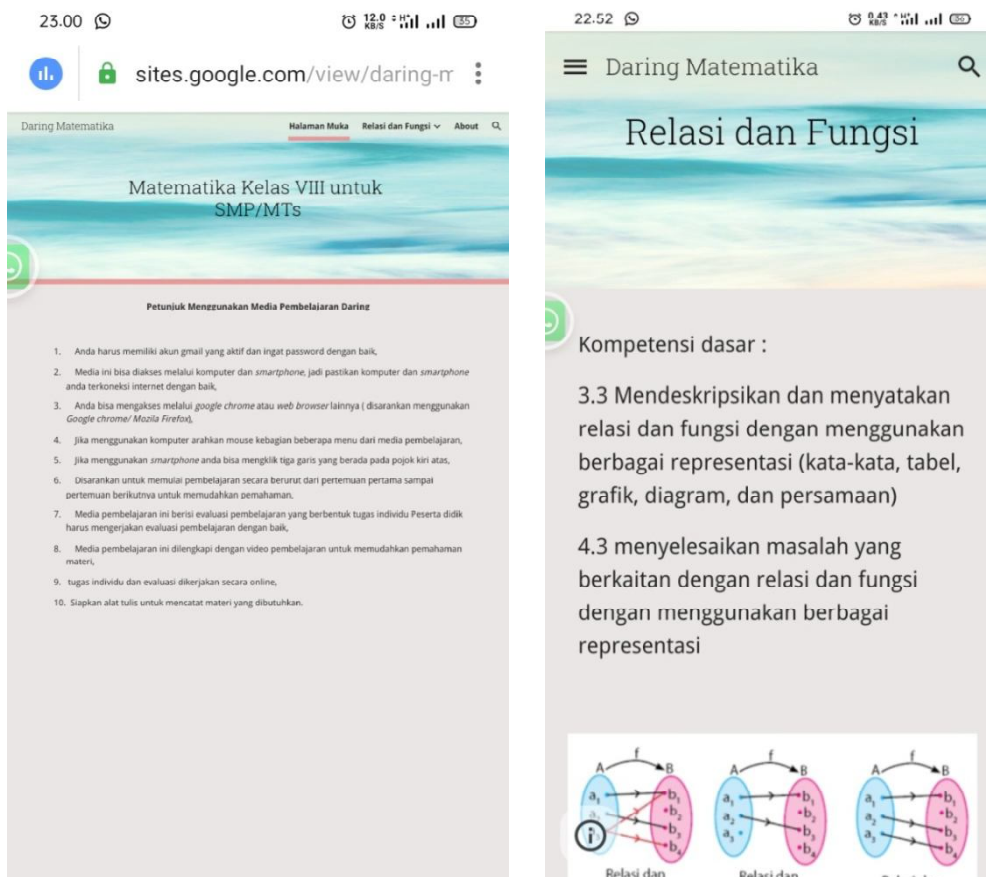 23.00
12.0 KB/S
35
sites.google.com/view/daring-m
Daring Matematika
Halaman Muka Relasi dan Fungsi About
Matematika Kelas VIII untuk
SMP/MTs
Petunjuk Menggunakan Media Pembelajaran Daring
1. Anda harus memiliki akun gmail yang aktif dan ingat password dengan baik,
2. Media ini bisa diakses melalui komputer dan smartphone, jadi pastikan komputer dan smartphone
anda terkoneksi internet dengan baik,
3. Anda bisa mengakses melalui google chrome atau web browser lainnya ( disarankan menggunakan
Google chrome/ Mozila Firefox),
4. Jika menggunakan komputer arahkan mouse kebagian beberapa menu dari media pembelajaran,
5. Jika menggunakan smartphone anda bisa mengklik tiga garis yang berada pada pojok kiri atas,
6. Disarankan untuk memulai pembelajaran secara berurut dari pertemuan pertama sampai
pertemuan berikutnya untuk memudahkan pemahaman,
7. Media pembelajaran ini berisi evaluasi pembelajaran yang berbentuk tugas individu Peserta didik
harus mengerjakan evaluasi pembelajaran dengan baik,
8. Media pembelajaran ini dilengkapi dengan video pembelajaran untuk memudahkan pemahaman
materi,
9. tugas individu dan evaluasi dikerjakan secara online,
10. Siapkan alat tulis untuk mencatat materi yang dibutuhkan.
22.52
0.43 KB/S
Daring Matematika
Relasi dan Fungsi
Kompetensi dasar :
3.3 Mendeskripsikan dan menyatakan
relasi dan fungsi dengan menggunakan
berbagai representasi (kata-kata, tabel,
grafik, diagram, dan persamaan)
4.3 menyelesaikan masalah yang
berkaitan dengan relasi dan fungsi
dengan menggunakan berbagai
representasi
f f f
A B A B A B
a1 b1 a1 b1 a1 b1
b2 a2 b2 a2 b2
b3 a3 b3 a3 b3
b4 b4 b4
Relasi dan Relasi dan